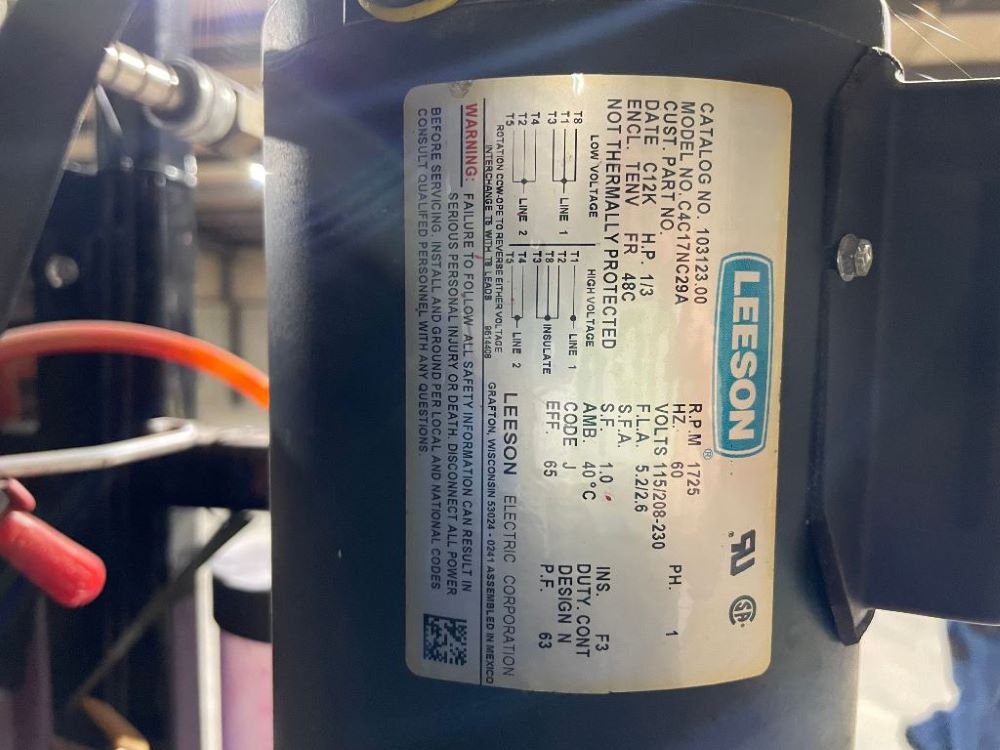 LEESON®
CATALOG NO. 103123.00
MODEL NO. C4C17NC29A
CUST. PART NO.
DATE C12K H.P. 1/3
ENCL. TENV FR 48C
NOT THERMALLY PROTECTED
R.P.M 1725
HZ. 60 PH. 1
VOLTS 115/208-230
F.L.A. 5.2/2.6
S.F.A.
S.F. 1.0 INS. F3
AMB. 40°C DUTY. CONT
CODE J DESIGN N
EFF. 65 P.F. 63
LOW VOLTAGE
T8
T1 LINE 1
T3
T4
T2 LINE 2
T5
HIGH VOLTAGE
T1 LINE 1
T2
T8 INSULATE
T3
T4 LINE 2
T5
ROTATION CCW-OPE TO REVERSE EITHER VOLTAGE
INTERCHANGE T5 WITH T8 LEADS 9614408
LEESON ELECTRIC CORPORATION
GRAFTON, WISCONSIN 53024 - 0241 ASSEMBLED IN MEXICO
WARNING: FAILURE TO FOLLOW ALL SAFETY INFORMATION CAN RESULT IN
SERIOUS PERSONAL INJURY OR DEATH. DISCONNECT ALL POWER
BEFORE SERVICING. INSTALL AND GROUND PER LOCAL AND NATIONAL CODES
CONSULT QUALIFED PERSONNEL WITH ANY QUESTIONS.